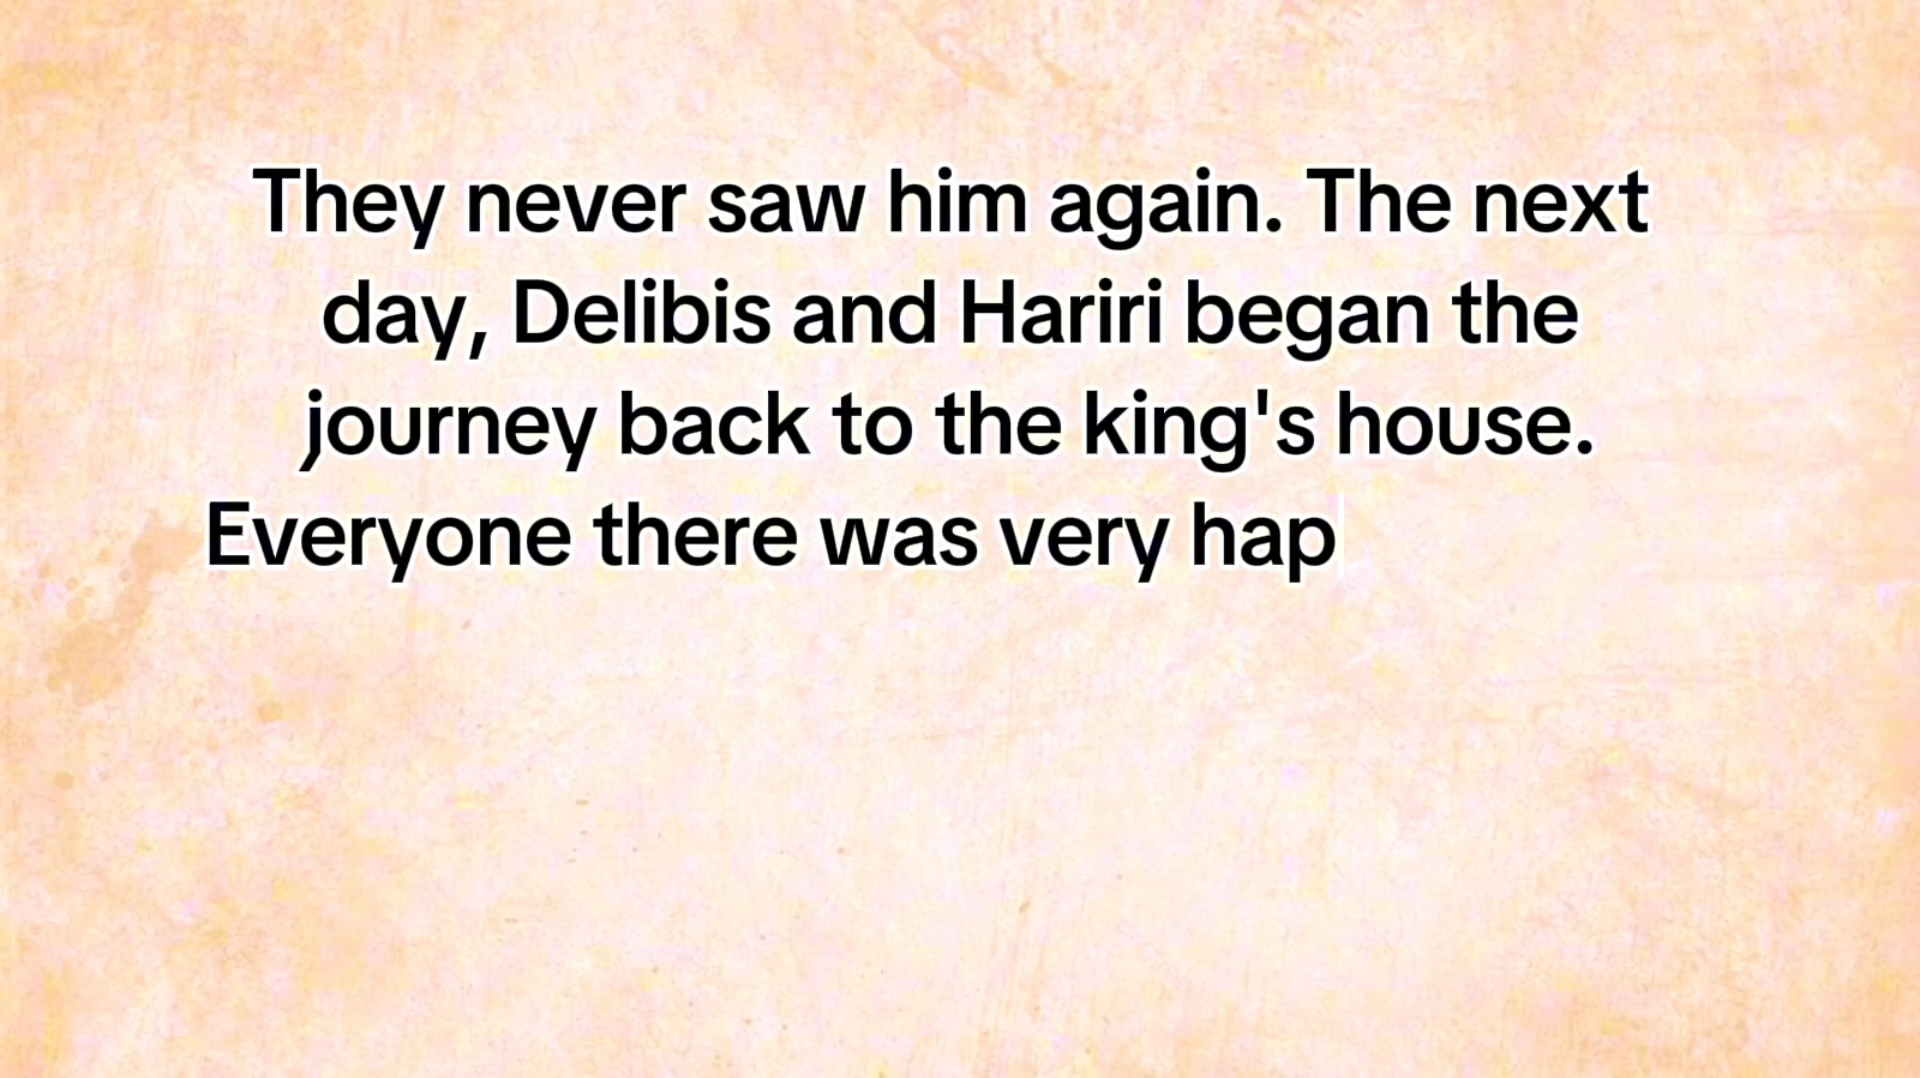 They never saw him again. The next
day, Delibis and Hariri began the
journey back to the king's house.
Everyone there was very hap